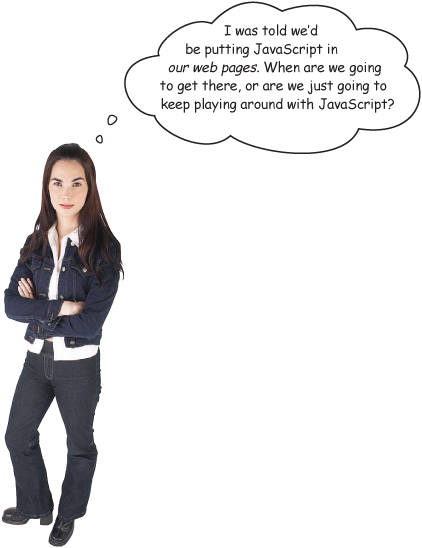 I was told we'd
be putting JavaScript in
our web pages. When are we going
to get there, or are we just going to
keep playing around with JavaScript?